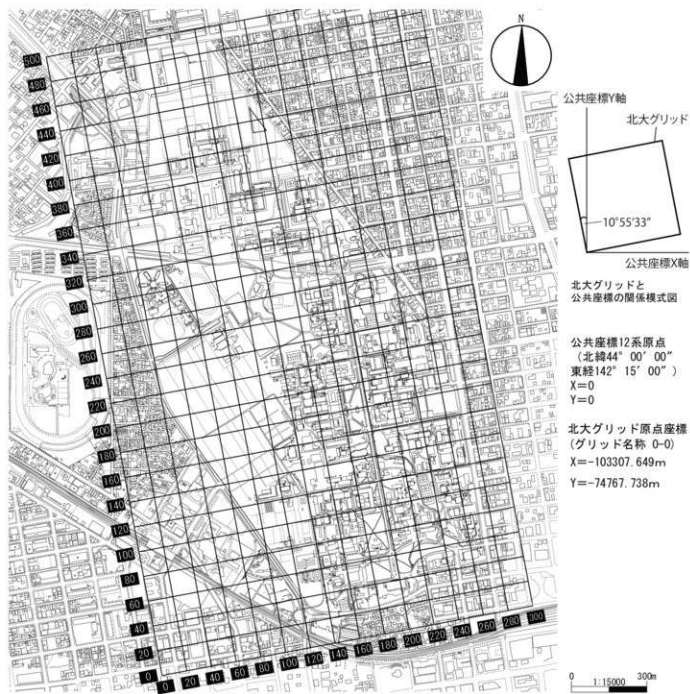 N
公共座標Y軸
北大グリッド
10°55′33″
公共座標X軸
北大グリッドと
公共座標の関係模式図
公共座標12系原点
（北緯44° 00′ 00″
東経142° 15′ 00″ ）
X=0
Y=0
北大グリッド原点座標
(グリッド名称 0-0)
X=-103307.649m
Y=-74767.738m
500
480
460
440
420
400
380
360
340
320
300
280
260
240
220
200
180
160
140
120
100
80
60
40
20
0
0 20 40 60 80 100 120 140 160 180 200 220 240 260 280 300
0 300m
1:15000